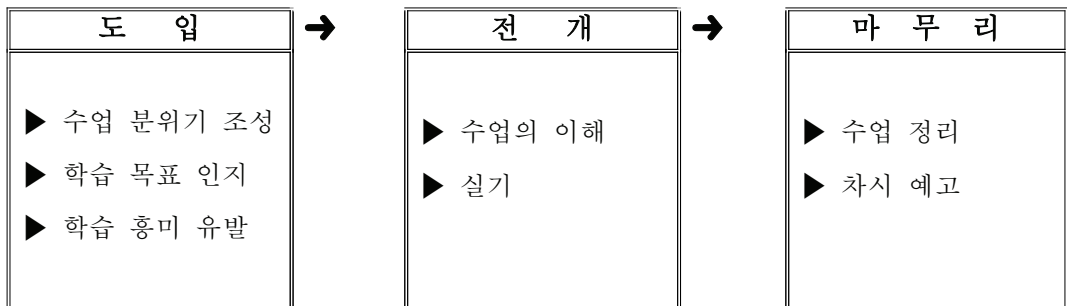 도 입
▶ 수업 분위기 조성
▶ 학습 목표 인지
▶ 학습 흥미 유발
➜
전 개
▶ 수업의 이해
▶ 실기
➜
마 무 리
▶ 수업 정리
▶ 차시 예고